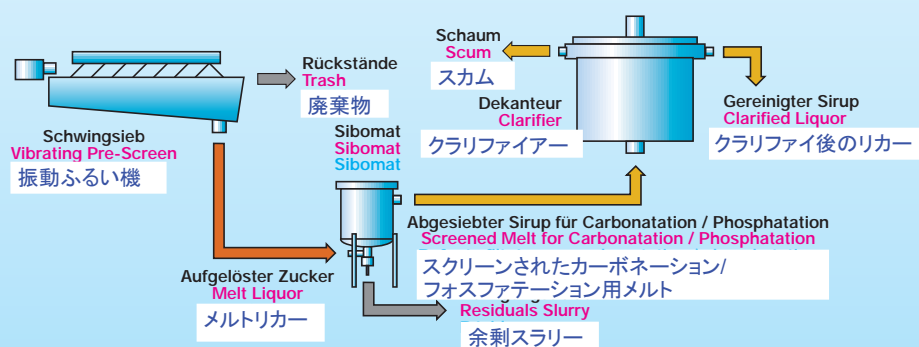 Schwingsieb
Vibrating Pre-Screen
振動ふるい機
Rückstände
Trash
廃棄物
Sibomat
Sibomat
Sibomat
Schaum
Scum
スカム
Dekanteur
Clarifier
クラリファイアー
Gereinigter Sirup
Clarified Liquor
クラリファイ後のリカー
Abgesiebter Sirup für Carbonatation / Phosphatation
Screened Melt for Carbonatation / Phosphatation
スクリーンされたカーボネーション/
フォスファテーション用メルト
Aufgelöster Zucker
Melt Liquor
メルトリカー
Residuals Slurry
余剰スラリー